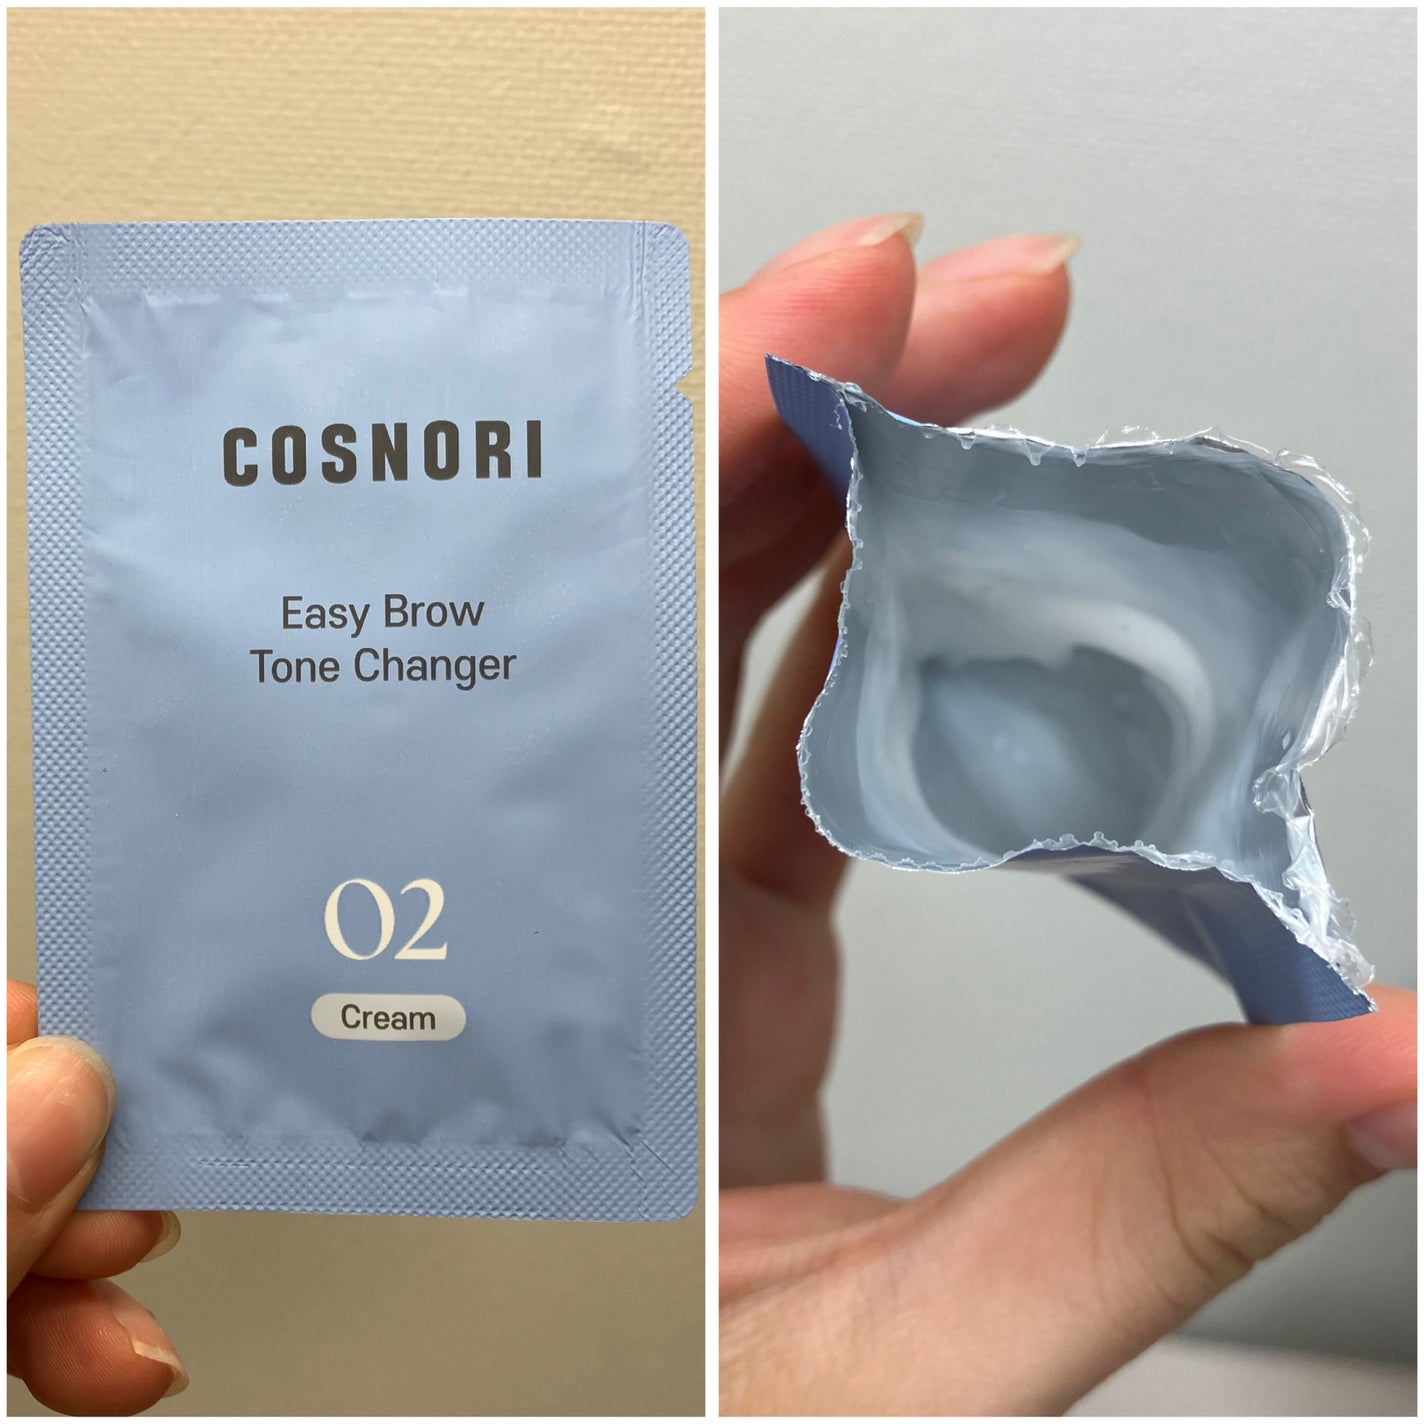 COSNORI
Easy Brow
Tone Changer
02
Cream